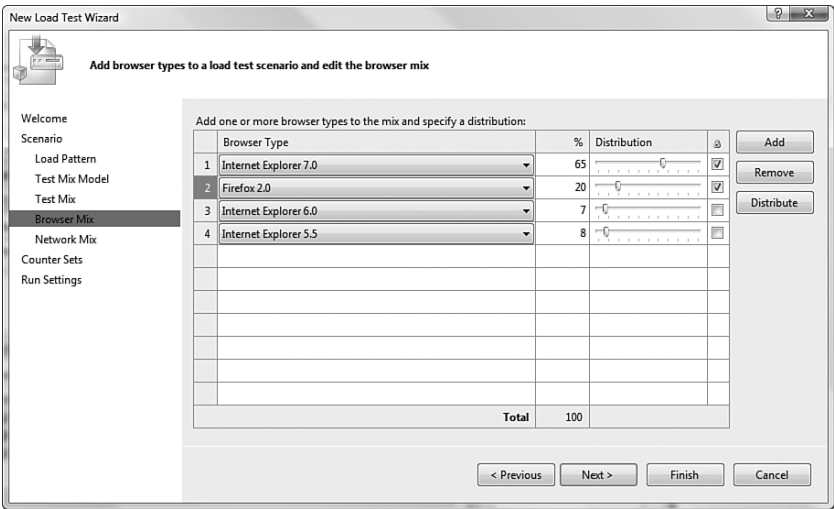 New Load Test Wizard
Add browser types to a load test scenario and edit the browser mix
Welcome
Scenario
Load Pattern
Test Mix Model
Test Mix
Browser Mix
Network Mix
Counter Sets
Run Settings
Add one or more browser types to the mix and specify a distribution:
Browser Type % Distribution
1 Internet Explorer 7.0 65
2 Firefox 2.0 20
3 Internet Explorer 6.0 7
4 Internet Explorer 5.5 8
Total 100
Add
Remove
Distribute
< Previous Next > Finish Cancel